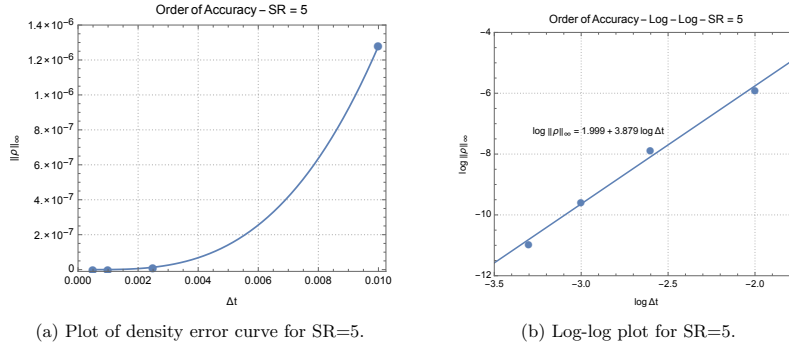 Order of Accuracy – SR = 5
1.4×10⁻⁶
1.2×10⁻⁶
1.×10⁻⁶
8.×10⁻⁷
6.×10⁻⁷
4.×10⁻⁷
2.×10⁻⁷
0
‖ρ‖∞
0.000 0.002 0.004 0.006 0.008 0.010
Δt
(a) Plot of density error curve for SR=5.
Order of Accuracy – Log – Log – SR = 5
-4
-6
-8
-10
-12
log ‖ρ‖∞
log ‖ρ‖∞ = 1.999 + 3.879 log Δt
-3.5 -3.0 -2.5 -2.0
log Δt
(b) Log-log plot for SR=5.